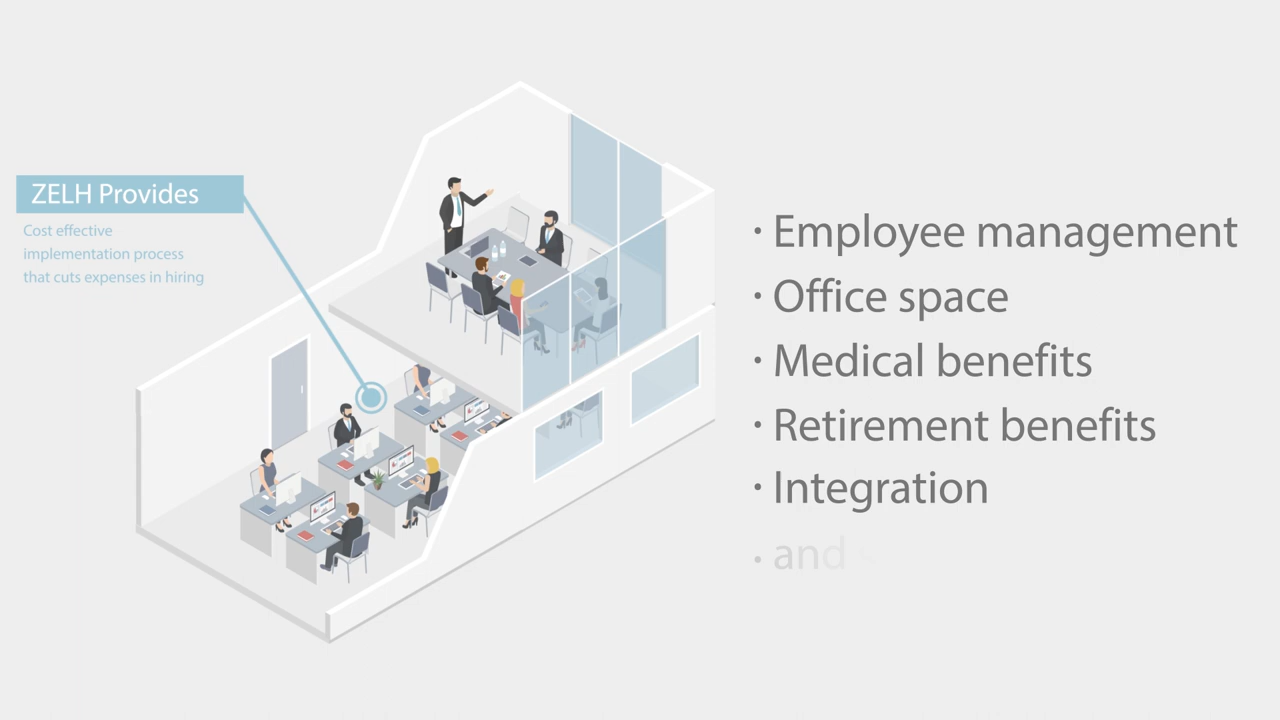 ZELH Provides
Cost effective
implementation process
that cuts expenses in hiring
· Employee management
· Office space
· Medical benefits
· Retirement benefits
· Integration
· and